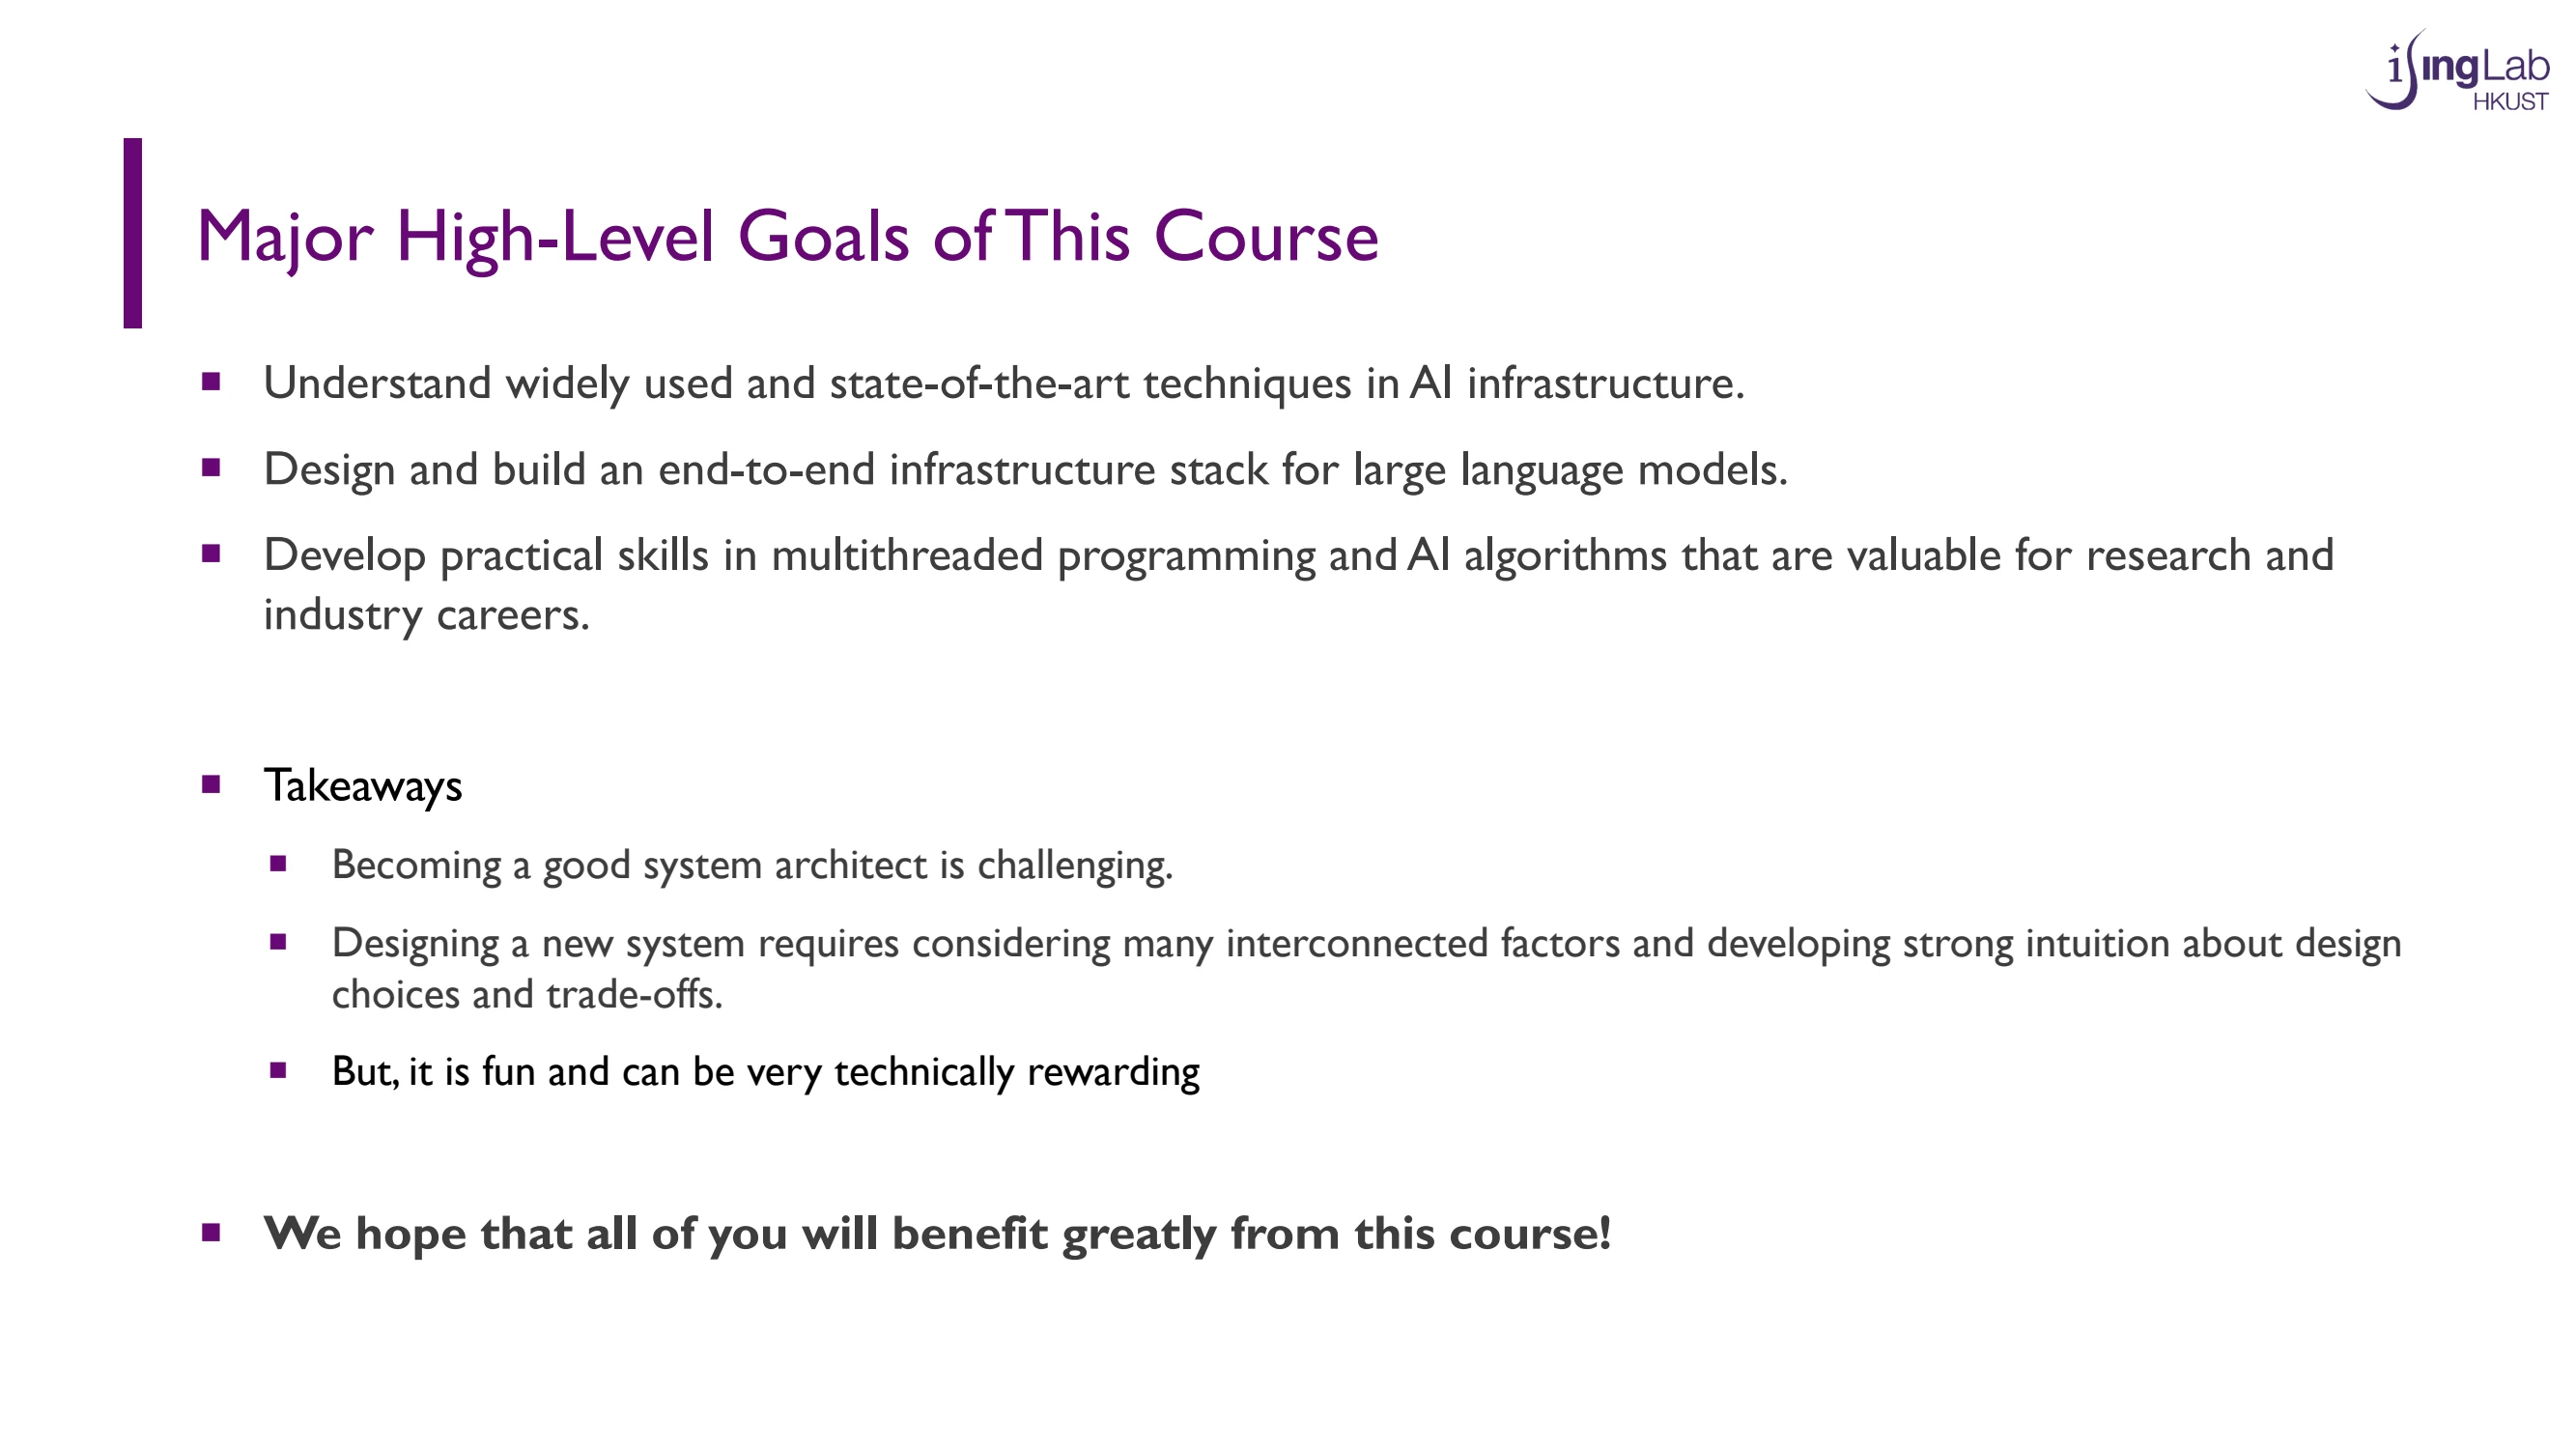 iSingLab
HKUST
Major High-Level Goals of This Course
Understand widely used and state-of-the-art techniques in AI infrastructure.
Design and build an end-to-end infrastructure stack for large language models.
Develop practical skills in multithreaded programming and AI algorithms that are valuable for research and
industry careers.
Takeaways
Becoming a good system architect is challenging.
Designing a new system requires considering many interconnected factors and developing strong intuition about design
choices and trade-offs.
But, it is fun and can be very technically rewarding
We hope that all of you will benefit greatly from this course!